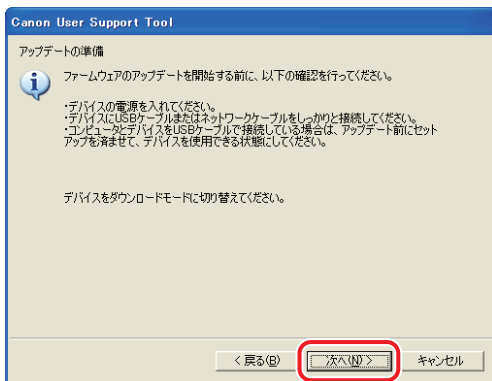 Canon User Support Tool
アップデートの準備
ファームウェアのアップデートを開始する前に、以下の確認を行ってください。
・デバイスの電源を入れてください。
・デバイスにUSBケーブルまたはネットワークケーブルをしっかりと接続してください。
・コンピュータとデバイスをUSBケーブルで接続している場合は、アップデート前にセット
アップを済ませて、デバイスを使用できる状態にしてください。
デバイスをダウンロードモードに切り替えてください。
< 戻る(B) 次へ(N) > キャンセル